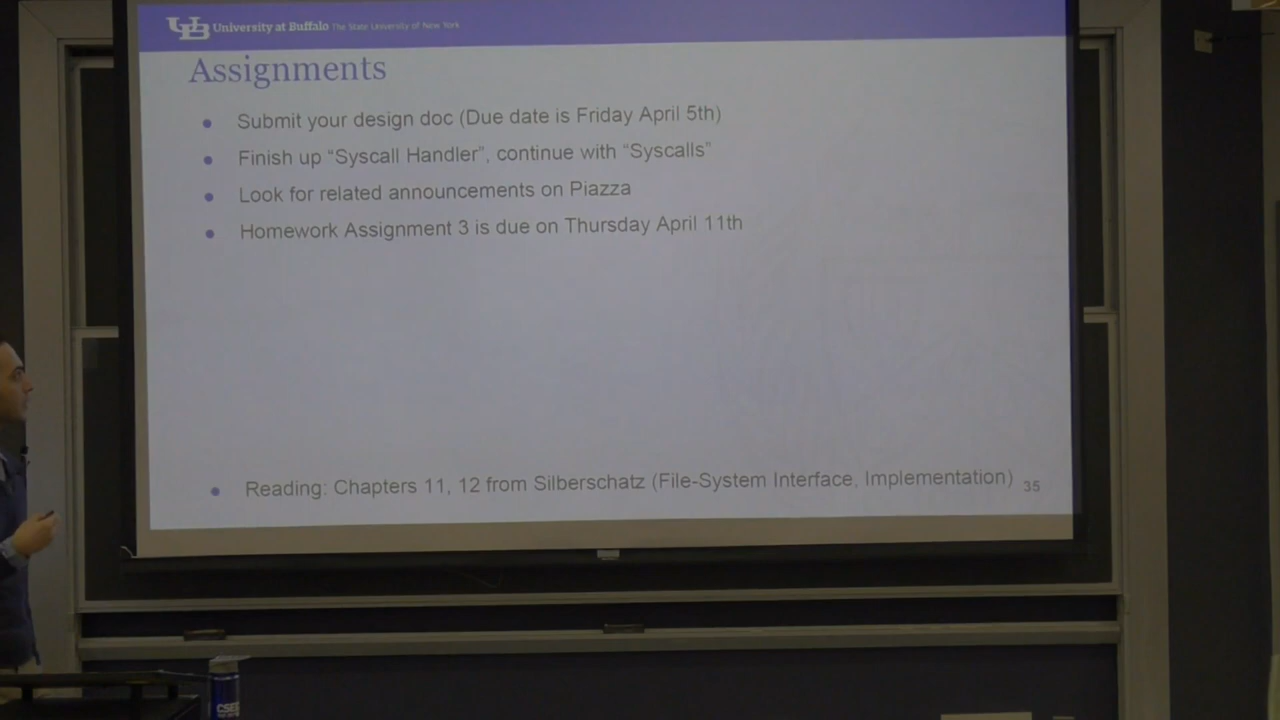 UB University at Buffalo The State University of New York
Assignments
Submit your design doc (Due date is Friday April 5th)
Finish up “Syscall Handler”, continue with “Syscalls”
Look for related announcements on Piazza
Homework Assignment 3 is due on Thursday April 11th
Reading: Chapters 11, 12 from Silberschatz (File-System Interface, Implementation)
35
CSE